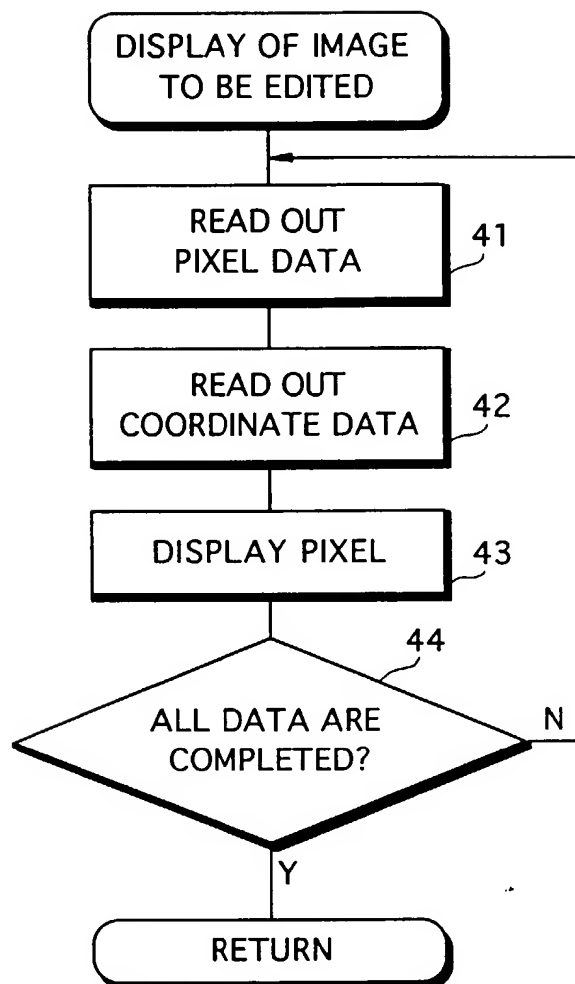 DISPLAY OF IMAGE
TO BE EDITED
READ OUT
PIXEL DATA
41
READ OUT
COORDINATE DATA
42
DISPLAY PIXEL
43
44
ALL DATA ARE
COMPLETED?
N
Y
RETURN